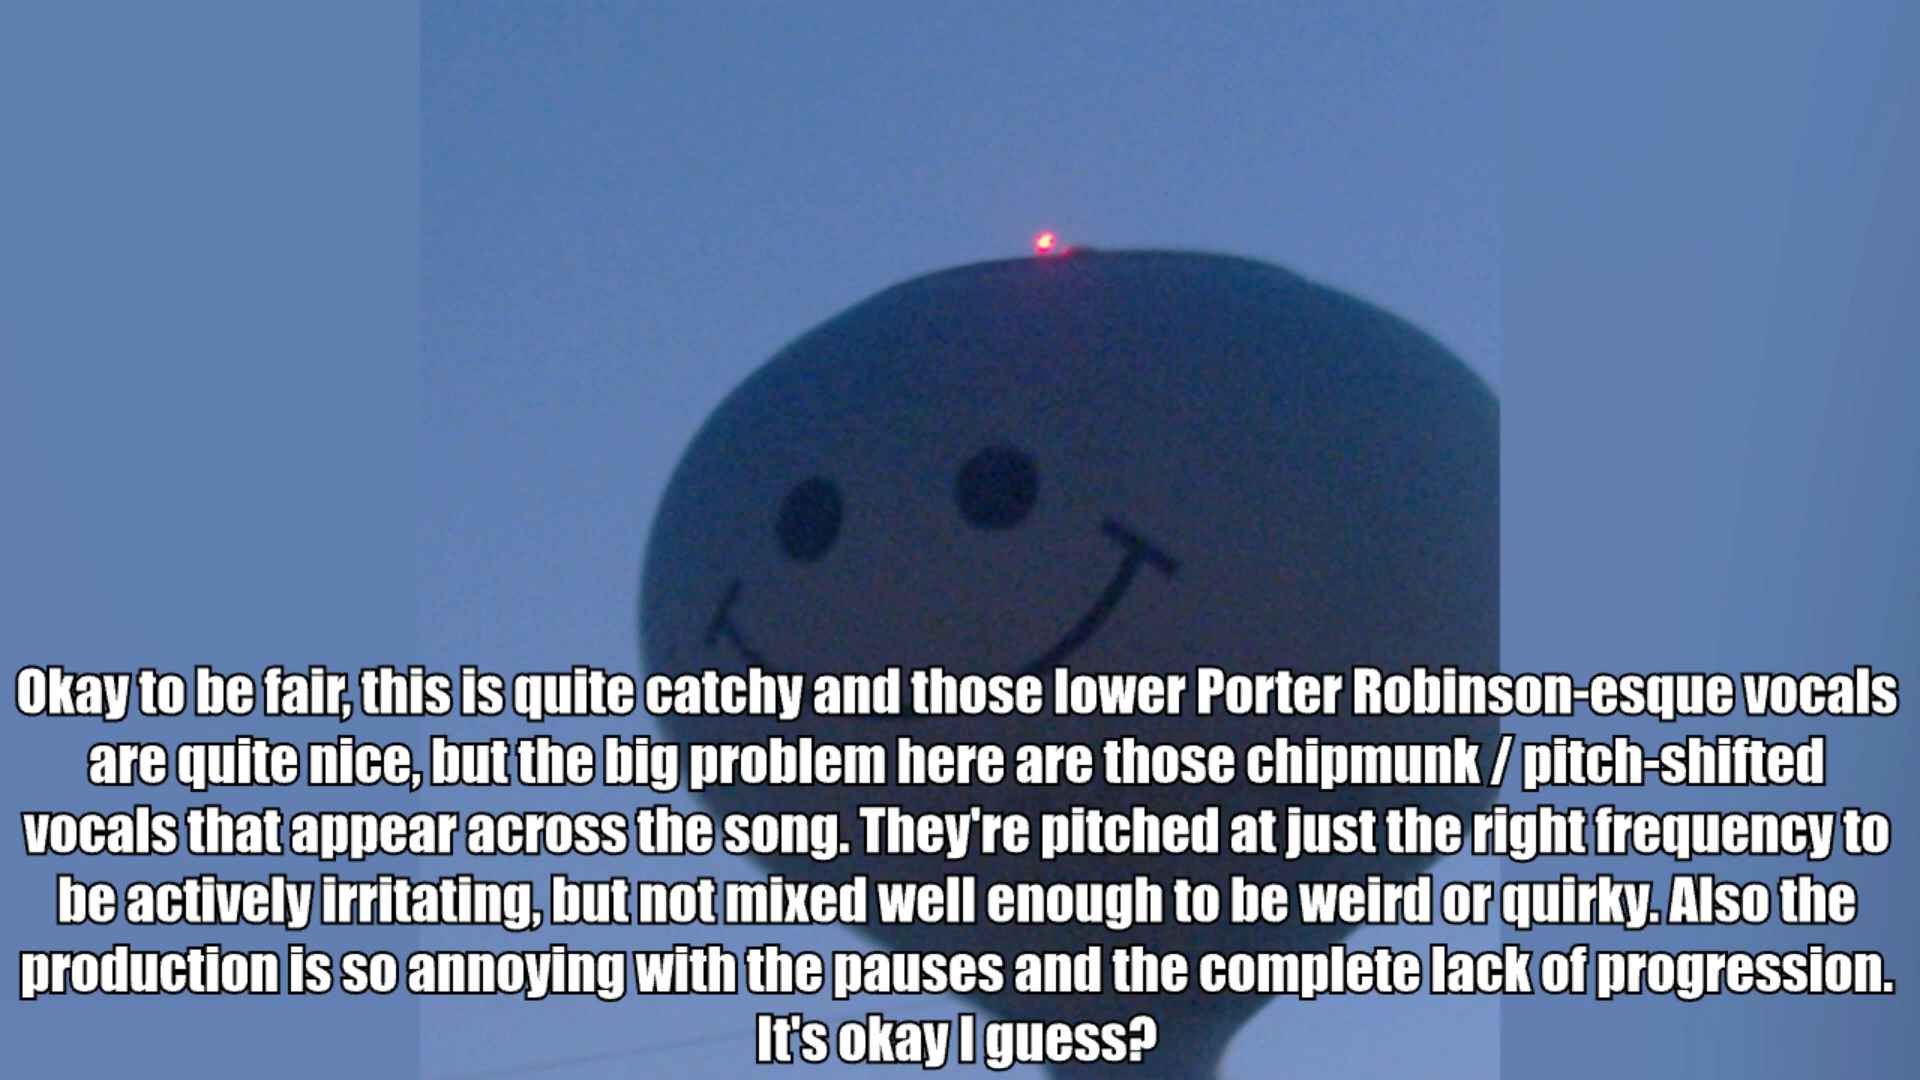 Okay to be fair, this is quite catchy and those lower Porter Robinson-esque vocals
are quite nice, but the big problem here are those chipmunk / pitch-shifted
vocals that appear across the song. They're pitched at just the right frequency to
be actively irritating, but not mixed well enough to be weird or quirky. Also the
production is so annoying with the pauses and the complete lack of progression.
It's okay I guess?